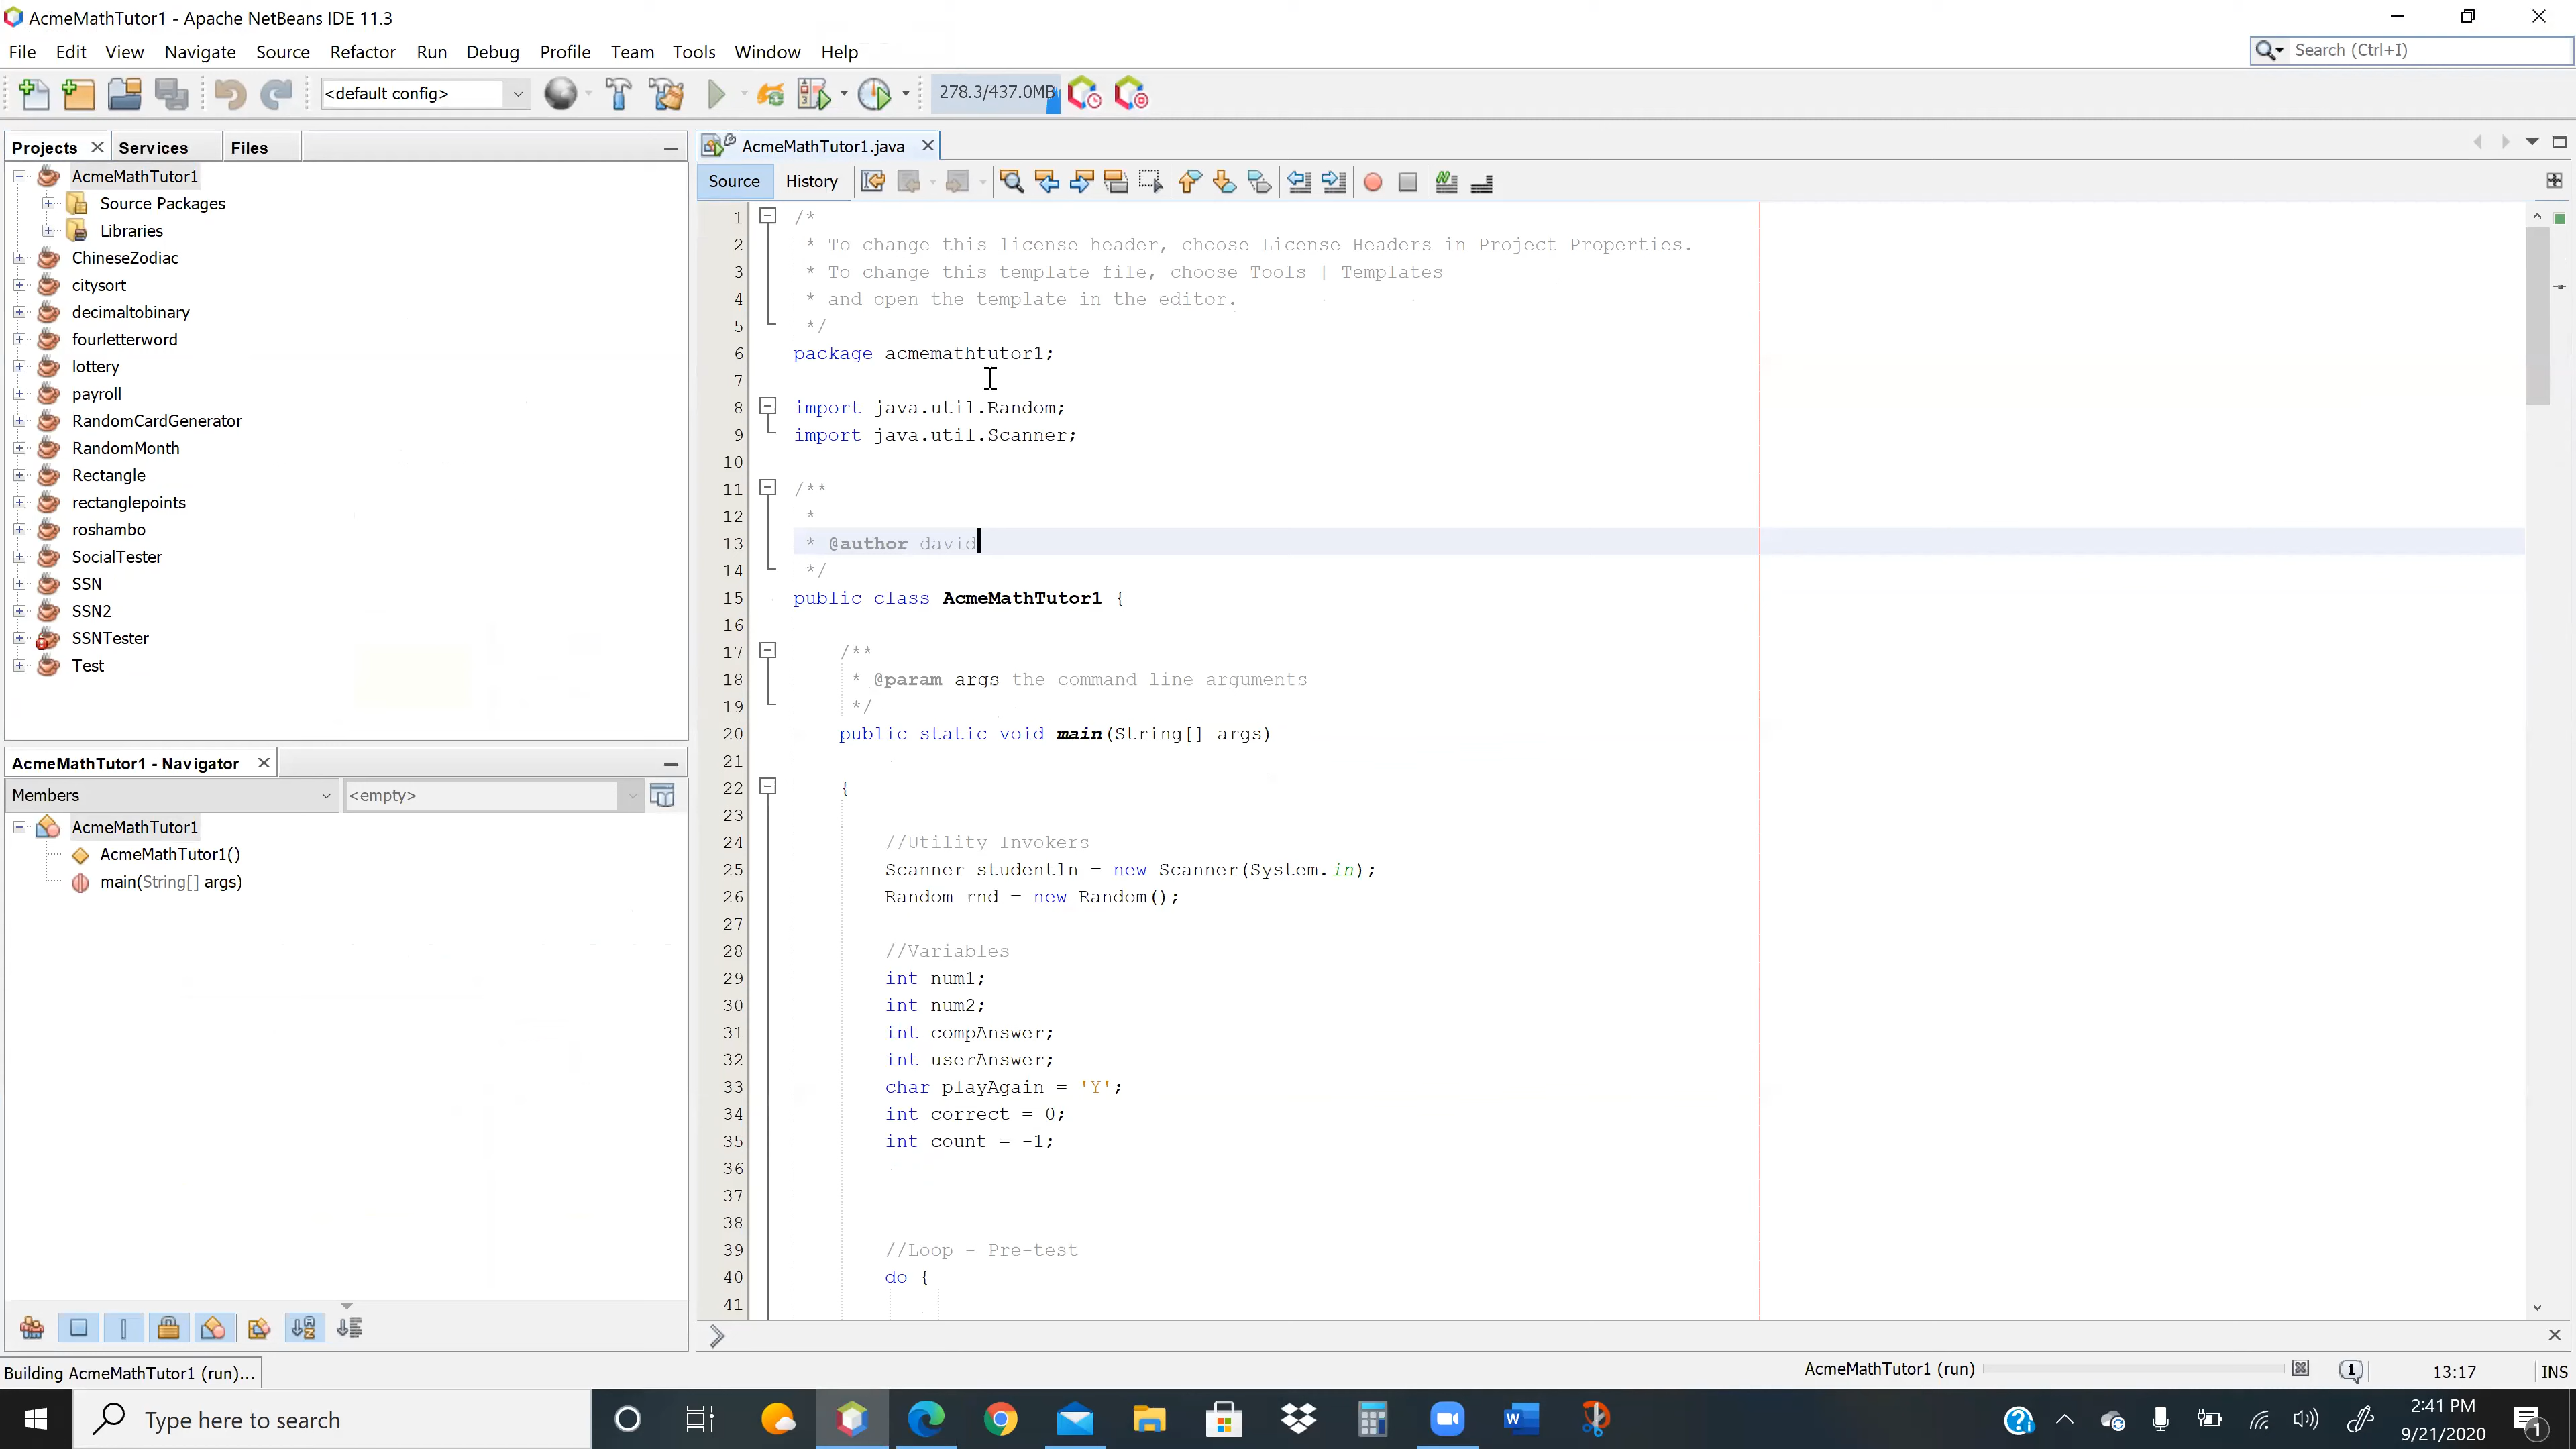 AcmeMathTutor1 - Apache NetBeans IDE 11.3
File Edit View Navigate Source Refactor Run Debug Profile Team Tools Window Help
Search (Ctrl+I)
<default config>
278.3/437.0MB
Projects Services Files
AcmeMathTutor1
Source Packages
Libraries
ChineseZodiac
citysort
decimaltobinary
fourletterword
lottery
payroll
RandomCardGenerator
RandomMonth
Rectangle
rectanglepoints
roshambo
SocialTester
SSN
SSN2
SSNTester
Test
AcmeMathTutor1 - Navigator
Members <empty>
AcmeMathTutor1
AcmeMathTutor1()
main(String[] args)
AcmeMathTutor1.java
Source History
1 /*
2 * To change this license header, choose License Headers in Project Properties.
3 * To change this template file, choose Tools | Templates
4 * and open the template in the editor.
5 */
6 package acmemathtutor1;
7
8 import java.util.Random;
9 import java.util.Scanner;
10
11 /**
12 *
13 * @author david
14 */
15 public class AcmeMathTutor1 {
16
17 /**
18 * @param args the command line arguments
19 */
20 public static void main(String[] args)
21
22 {
23
24 //Utility Invokers
25 Scanner studentln = new Scanner(System.in);
26 Random rnd = new Random();
27
28 //Variables
29 int num1;
30 int num2;
31 int compAnswer;
32 int userAnswer;
33 char playAgain = 'Y';
34 int correct = 0;
35 int count = -1;
36
37
38
39 //Loop - Pre-test
40 do {
41
Building AcmeMathTutor1 (run)...
AcmeMathTutor1 (run)
1
13:17
INS
Type here to search
2:41 PM
9/21/2020
1